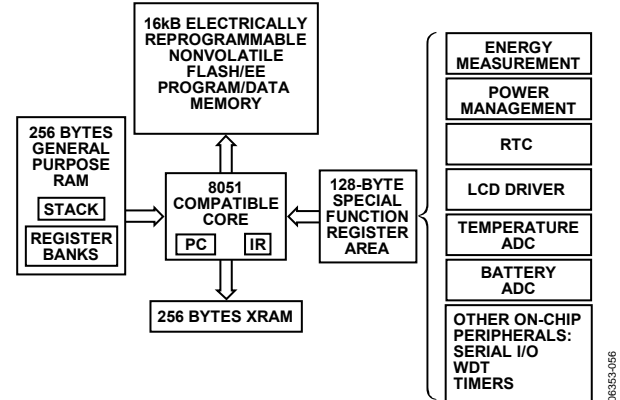 16kB ELECTRICALLY
REPROGRAMMABLE
NONVOLATILE
FLASH/EE
PROGRAM/DATA
MEMORY
256 BYTES
GENERAL
PURPOSE
RAM
STACK
REGISTER
BANKS
8051
COMPATIBLE
CORE
PC
IR
256 BYTES XRAM
128-BYTE
SPECIAL
FUNCTION
REGISTER
AREA
ENERGY
MEASUREMENT
POWER
MANAGEMENT
RTC
LCD DRIVER
TEMPERATURE
ADC
BATTERY
ADC
OTHER ON-CHIP
PERIPHERALS:
SERIAL I/O
WDT
TIMERS
06353-056